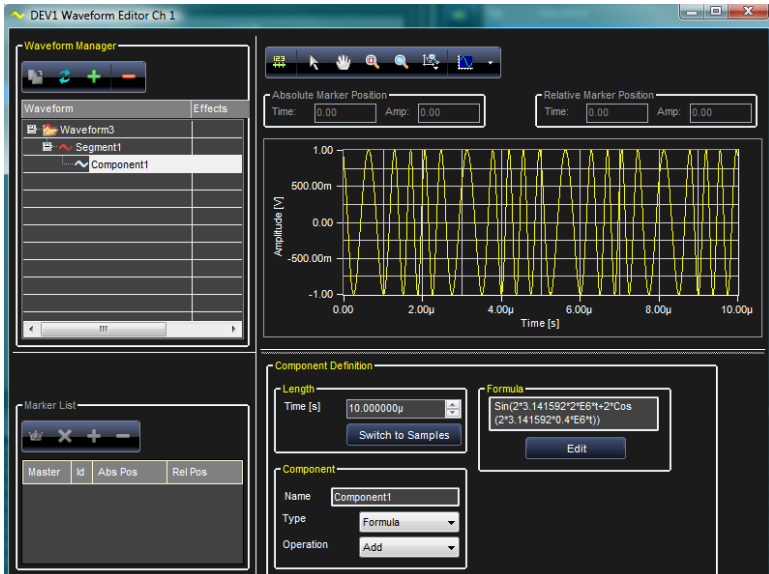 DEV1 Waveform Editor Ch 1
Waveform Manager
Waveform Effects
Waveform3
Segment1
Component1
Marker List
Master Id Abs Pos Rel Pos
123
Absolute Marker Position
Time: 0.00 Amp: 0.00
Relative Marker Position
Time: 0.00 Amp: 0.00
Amplitude [V]
1.00
500.00m
0.00
-500.00m
-1.00
0.00 2.00µ 4.00µ 6.00µ 8.00µ 10.00µ
Time [s]
Component Definition
Length
Time [s] 10.000000µ
Switch to Samples
Formula
Sin(2*3.141592*2*E6*t+2*Cos
(2*3.141592*0.4*E6*t))
Edit
Component
Name Component1
Type Formula
Operation Add